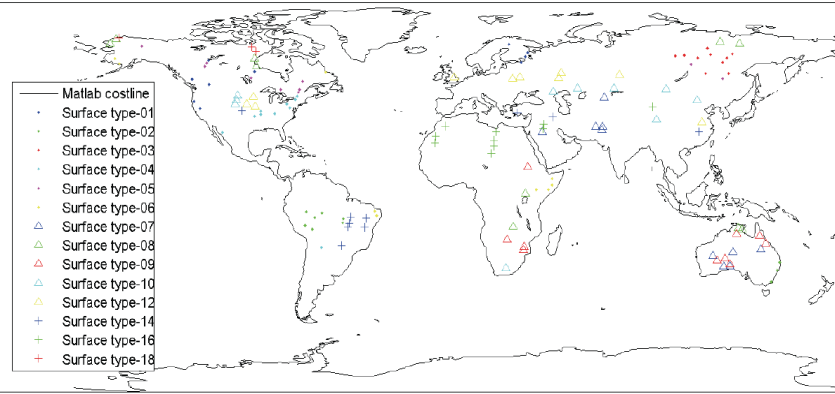 Matlab costline
Surface type-01
Surface type-02
Surface type-03
Surface type-04
Surface type-05
Surface type-06
Surface type-07
Surface type-08
Surface type-09
Surface type-10
Surface type-12
Surface type-14
Surface type-16
Surface type-18